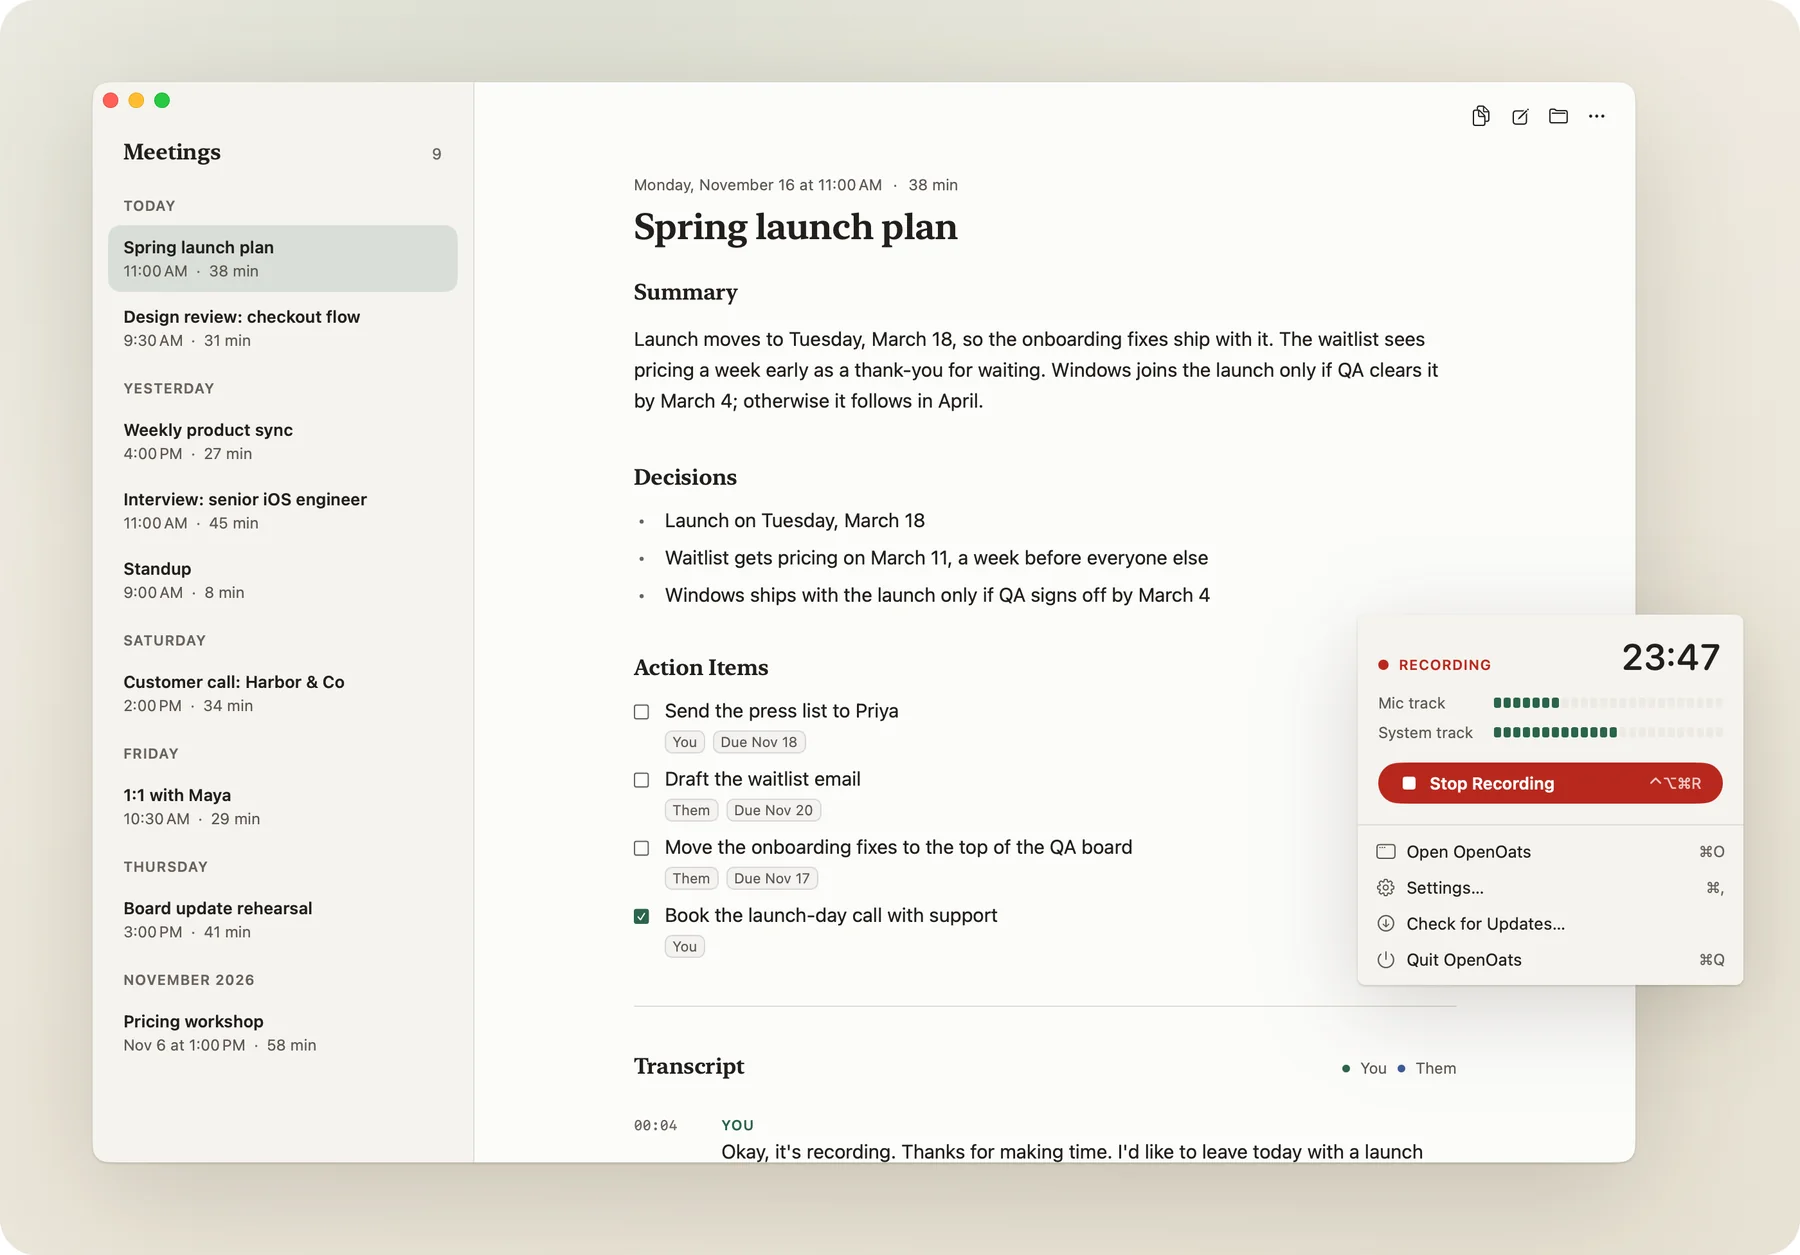 Meetings 9
TODAY
Spring launch plan
11:00 AM · 38 min
Design review: checkout flow
9:30 AM · 31 min
YESTERDAY
Weekly product sync
4:00 PM · 27 min
Interview: senior iOS engineer
11:00 AM · 45 min
Standup
9:00 AM · 8 min
SATURDAY
Customer call: Harbor & Co
2:00 PM · 34 min
FRIDAY
1:1 with Maya
10:30 AM · 29 min
THURSDAY
Board update rehearsal
3:00 PM · 41 min
NOVEMBER 2026
Pricing workshop
Nov 6 at 1:00 PM · 58 min
Monday, November 16 at 11:00 AM · 38 min
Spring launch plan
Summary
Launch moves to Tuesday, March 18, so the onboarding fixes ship with it. The waitlist sees
pricing a week early as a thank-you for waiting. Windows joins the launch only if QA clears it
by March 4; otherwise it follows in April.
Decisions
• Launch on Tuesday, March 18
• Waitlist gets pricing on March 11, a week before everyone else
• Windows ships with the launch only if QA signs off by March 4
Action Items
Send the press list to Priya
You Due Nov 18
Draft the waitlist email
Them Due Nov 20
Move the onboarding fixes to the top of the QA board
Them Due Nov 17
Book the launch-day call with support
You
Transcript
You Them
00:04 YOU
Okay, it's recording. Thanks for making time. I'd like to leave today with a launch
RECORDING 23:47
Mic track
System track
Stop Recording ^⌥⌘R
Open OpenOats ⌘O
Settings... ⌘,
Check for Updates...
Quit OpenOats ⌘Q